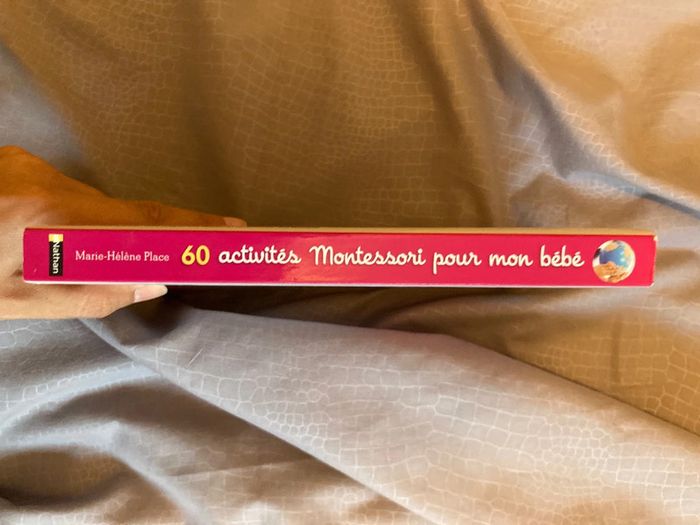 Nathan
Marie-Hélène Place 60 activités Montessori pour mon bébé